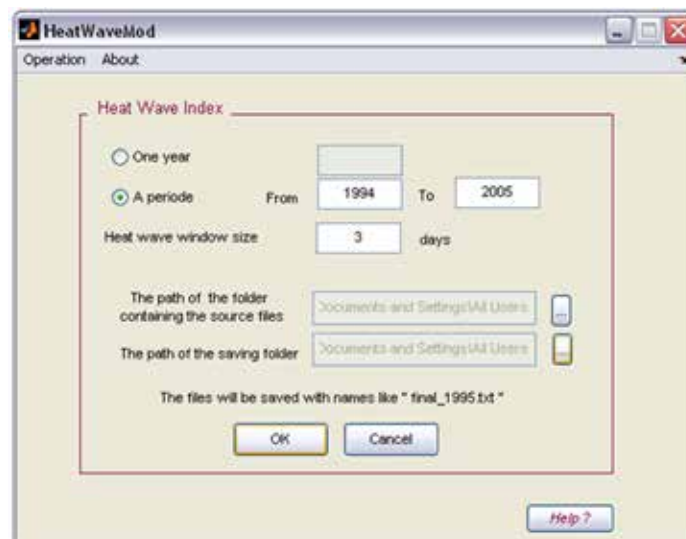 HeatWaveMod
Operation About
Heat Wave Index
One year
A periode From 1994 To 2005
Heat wave window size 3 days
The path of the folder
containing the source files
Documents and Settings\All Users
...
The path of the saving folder
Documents and Settings\All Users
...
The files will be saved with names like " final_1995.txt "
OK Cancel
Help ?